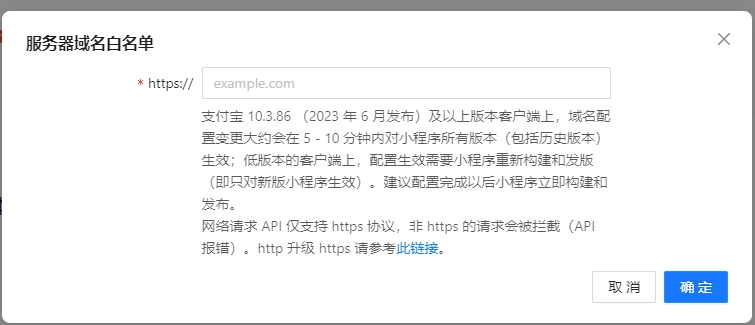 服务器域名白名单
* https:// example.com
支付宝 10.3.86 （2023 年 6 月发布）及以上版本客户端上，域名配
置变更大约会在 5 - 10 分钟内对小程序所有版本（包括历史版本）
生效；低版本的客户端上，配置生效需要小程序重新构建和发版
（即只对新版小程序生效）。建议配置完成以后小程序立即构建和
发布。
网络请求 API 仅支持 https 协议，非 https 的请求会被拦截（API
报错）。http 升级 https 请参考此链接。
取 消 确 定